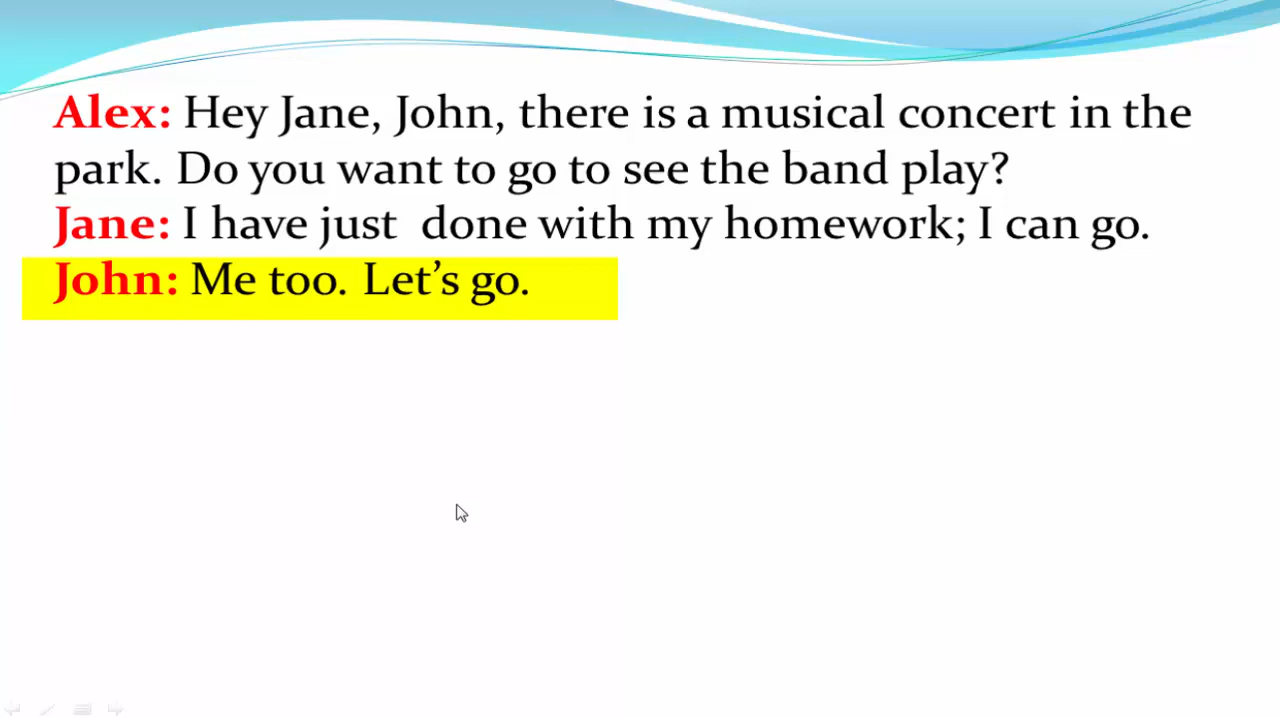 Alex: Hey Jane, John, there is a musical concert in the
park. Do you want to go to see the band play?
Jane: I have just  done with my homework; I can go.
John: Me too. Let’s go.